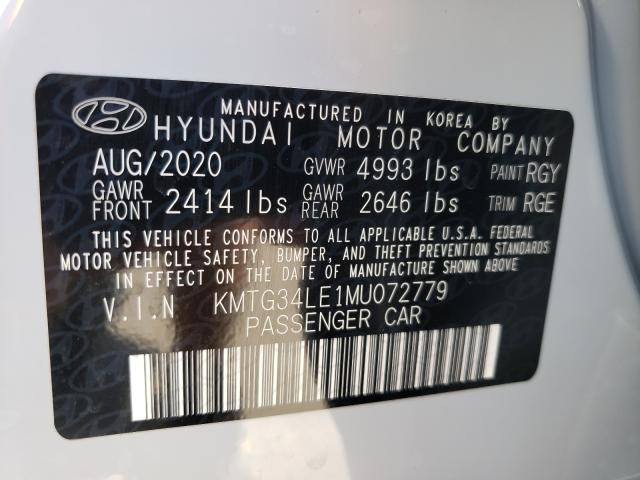 MANUFACTURED IN KOREA BY
HYUNDAI MOTOR COMPANY
AUG/2020 GVWR 4993 lbs PAINT RGY
GAWR FRONT 2414 lbs GAWR REAR 2646 lbs TRIM RGE
THIS VEHICLE CONFORMS TO ALL APPLICABLE U.S.A. FEDERAL
MOTOR VEHICLE SAFETY, BUMPER, AND THEFT PREVENTION STANDARDS
IN EFFECT ON THE DATE OF MANUFACTURE SHOWN ABOVE
V.I.N KMTG34LE1MU072779
PASSENGER CAR